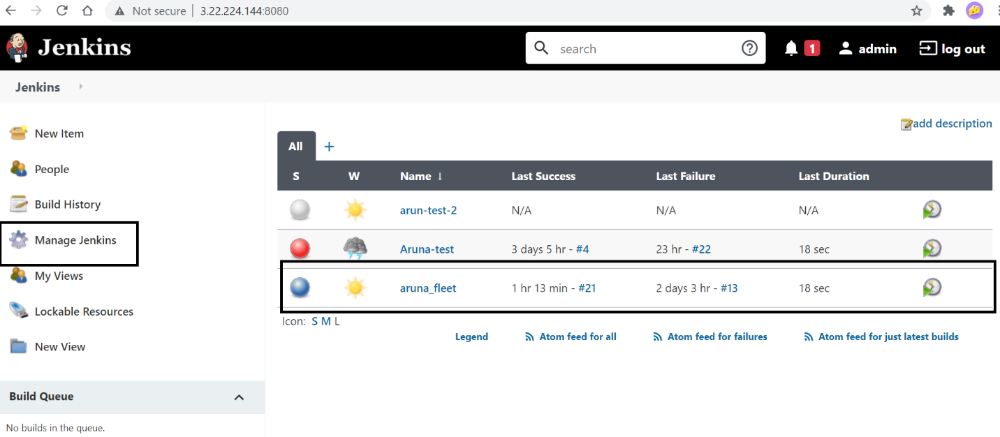 Not secure | 3.22.224.144:8080
Jenkins
search
1
admin
log out
Jenkins
New Item
People
Build History
Manage Jenkins
My Views
Lockable Resources
New View
Build Queue
No builds in the queue.
add description
All +
S W Name ↓ Last Success Last Failure Last Duration
arun-test-2 N/A N/A N/A
Aruna-test 3 days 5 hr - #4 23 hr - #22 18 sec
aruna_fleet 1 hr 13 min - #21 2 days 3 hr - #13 18 sec
Icon: S M L
Legend Atom feed for all Atom feed for failures Atom feed for just latest builds